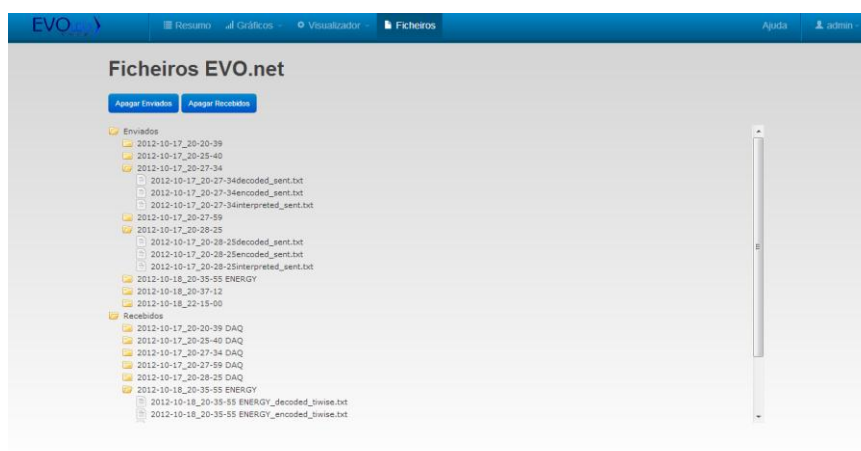 EVO
Resumo Gráficos Visualizador Ficheiros Ajuda admin
Ficheiros EVO.net
Apagar Enviados Apagar Recebidos
Enviados
2012-10-17_20-20-39
2012-10-17_20-25-40
2012-10-17_20-27-34
2012-10-17_20-27-34decoded_sent.txt
2012-10-17_20-27-34encoded_sent.txt
2012-10-17_20-27-34interpreted_sent.txt
2012-10-17_20-27-59
2012-10-17_20-28-25
2012-10-17_20-28-25decoded_sent.txt
2012-10-17_20-28-25encoded_sent.txt
2012-10-17_20-28-25interpreted_sent.txt
2012-10-18_20-35-55 ENERGY
2012-10-18_20-37-12
2012-10-18_22-15-00
Recebidos
2012-10-17_20-20-39 DAQ
2012-10-17_20-25-40 DAQ
2012-10-17_20-27-34 DAQ
2012-10-17_20-27-59 DAQ
2012-10-17_20-28-25 DAQ
2012-10-18_20-35-55 ENERGY
2012-10-18_20-35-55 ENERGY_decoded_tiwise.txt
2012-10-18_20-35-55 ENERGY_encoded_tiwise.txt